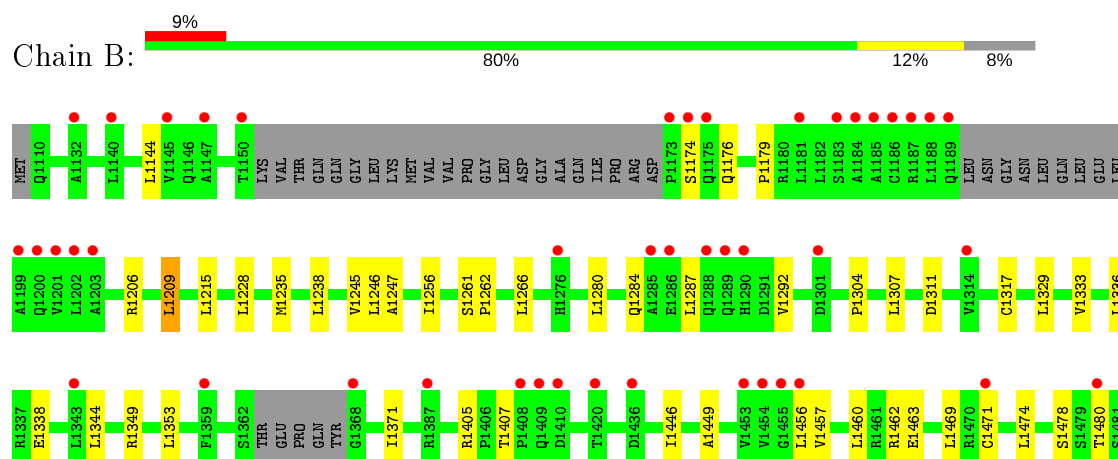 9%
Chain B:
80% 12% 8%
MET Q1110 A1132 L1140 L1144 V1145 Q1146 A1147 T1150 LYS VAL THR GLN GLN GLY LEU LYS MET VAL VAL PRO GLY LEU ASP GLY ALA GLN ILE PRO ARG ASP P1173 S1174 Q1175 Q1176 P1179 R1180 L1181 L1182 S1183 A1184 A1185 C1186 R1187 L1188 Q1189 LEU ASN GLY ASN LEU GLN LEU GLU LEU
A1199 Q1200 V1201 L1202 A1203 R1206 L1209 L1215 L1228 M1235 L1238 V1245 L1246 A1247 I1256 S1261 P1262 L1266 H1276 L1280 Q1284 A1285 E1286 L1287 Q1288 Q1289 H1290 D1291 V1292 D1301 P1304 L1307 D1311 V1314 C1317 L1329 V1333 L1336
R1337 E1338 L1343 L1344 R1349 L1353 F1359 S1362 THR GLU PRO GLN TYR G1368 I1371 R1387 R1405 P1406 T1407 P1408 Q1409 D1410 T1420 D1436 I1446 A1449 V1453 V1454 G1455 L1456 V1457 L1460 R1461 R1462 E1463 L1469 R1470 C1471 L1474 S1478 S1479 T1480 S1481